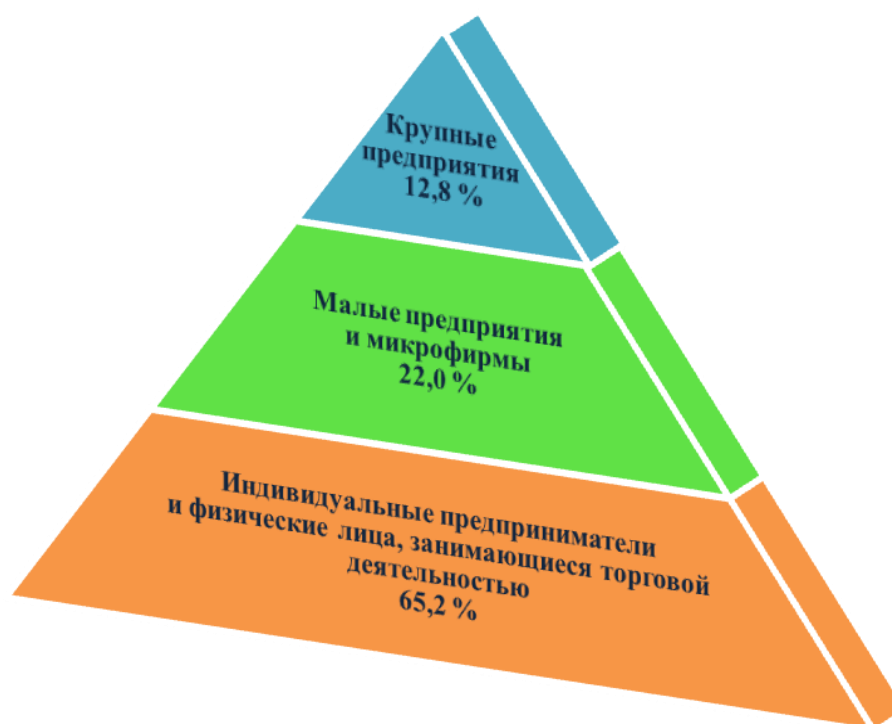 Крупные
предприятия
12,8 %
Малые предприятия
и микрофирмы
22,0 %
Индивидуальные предприниматели
и физические лица, занимающиеся торговой
деятельностью
65,2 %